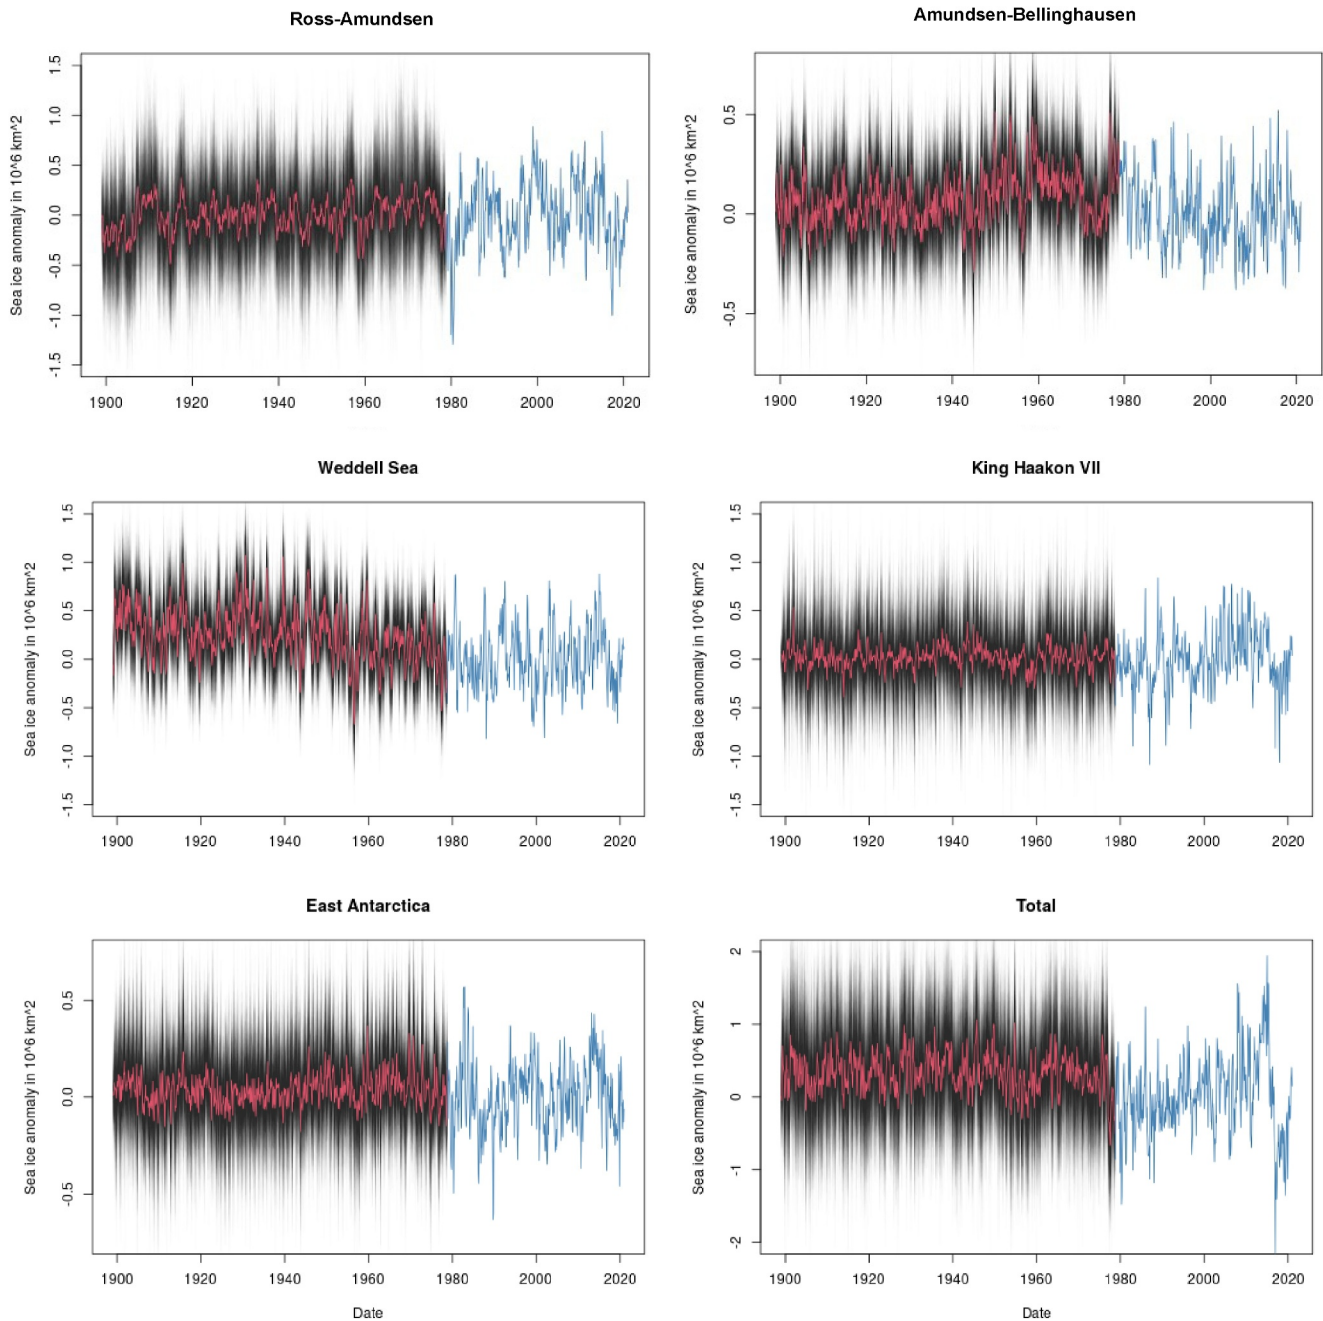 Ross-Amundsen
Sea ice anomaly in 10^6 km^2
1.5
1.0
0.5
0.0
-0.5
-1.0
-1.5
1900 1920 1940 1960 1980 2000 2020
Amundsen-Bellinghausen
Sea ice anomaly in 10^6 km^2
0.5
0.0
-0.5
1900 1920 1940 1960 1980 2000 2020
Weddell Sea
Sea ice anomaly in 10^6 km^2
1.5
1.0
0.5
0.0
-0.5
-1.0
-1.5
1900 1920 1940 1960 1980 2000 2020
King Haakon VII
Sea ice anomaly in 10^6 km^2
1.5
1.0
0.5
0.0
-0.5
-1.0
-1.5
1900 1920 1940 1960 1980 2000 2020
East Antarctica
Sea ice anomaly in 10^6 km^2
0.5
0.0
-0.5
1900 1920 1940 1960 1980 2000 2020
Date
Total
Sea ice anomaly in 10^6 km^2
2
1
0
-1
-2
1900 1920 1940 1960 1980 2000 2020
Date